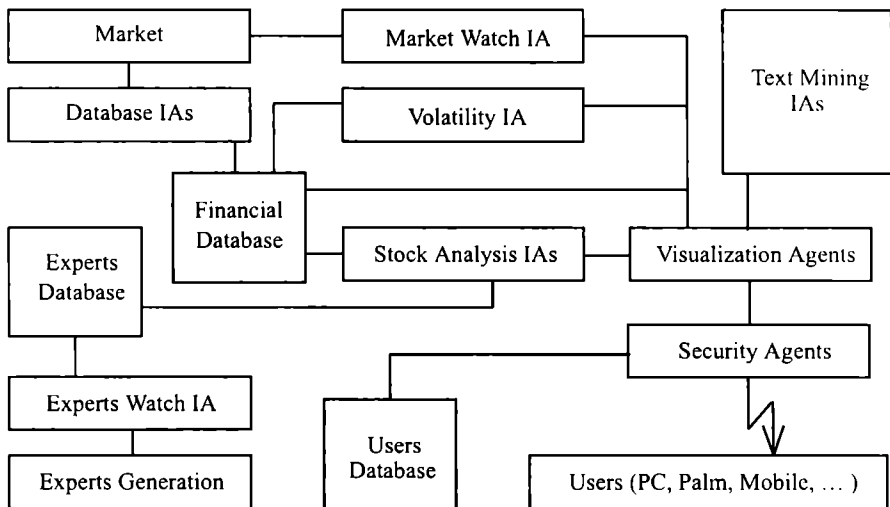 Market
Market Watch IA
Text Mining
IAs
Database IAs
Volatility IA
Financial
Database
Experts
Database
Stock Analysis IAs
Visualization Agents
Security Agents
Experts Watch IA
Users
Database
Experts Generation
Users (PC, Palm, Mobile, ... )